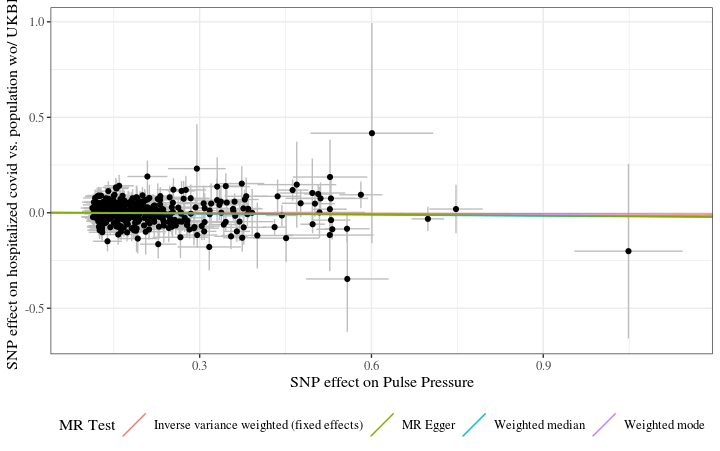 SNP effect on hospitalized covid vs. population wo/
1.0
0.5
0.0
-0.5
0.3
0.6
0.9
SNP effect on Pulse Pressure
MR Test
Inverse variance weighted (fixed effects)
MR Egger
Weighted median
Weighted mode